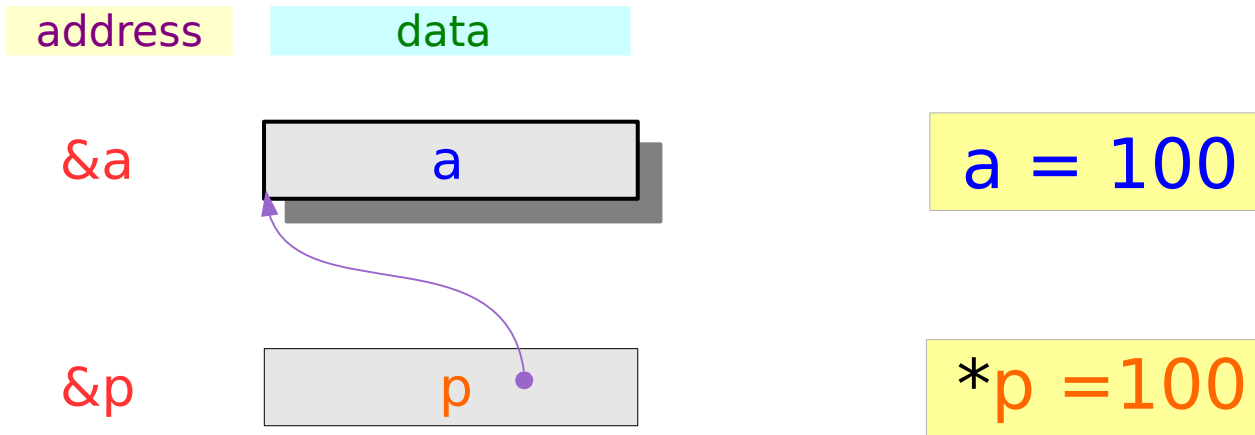 address data
&a a a = 100
&p p *p =100